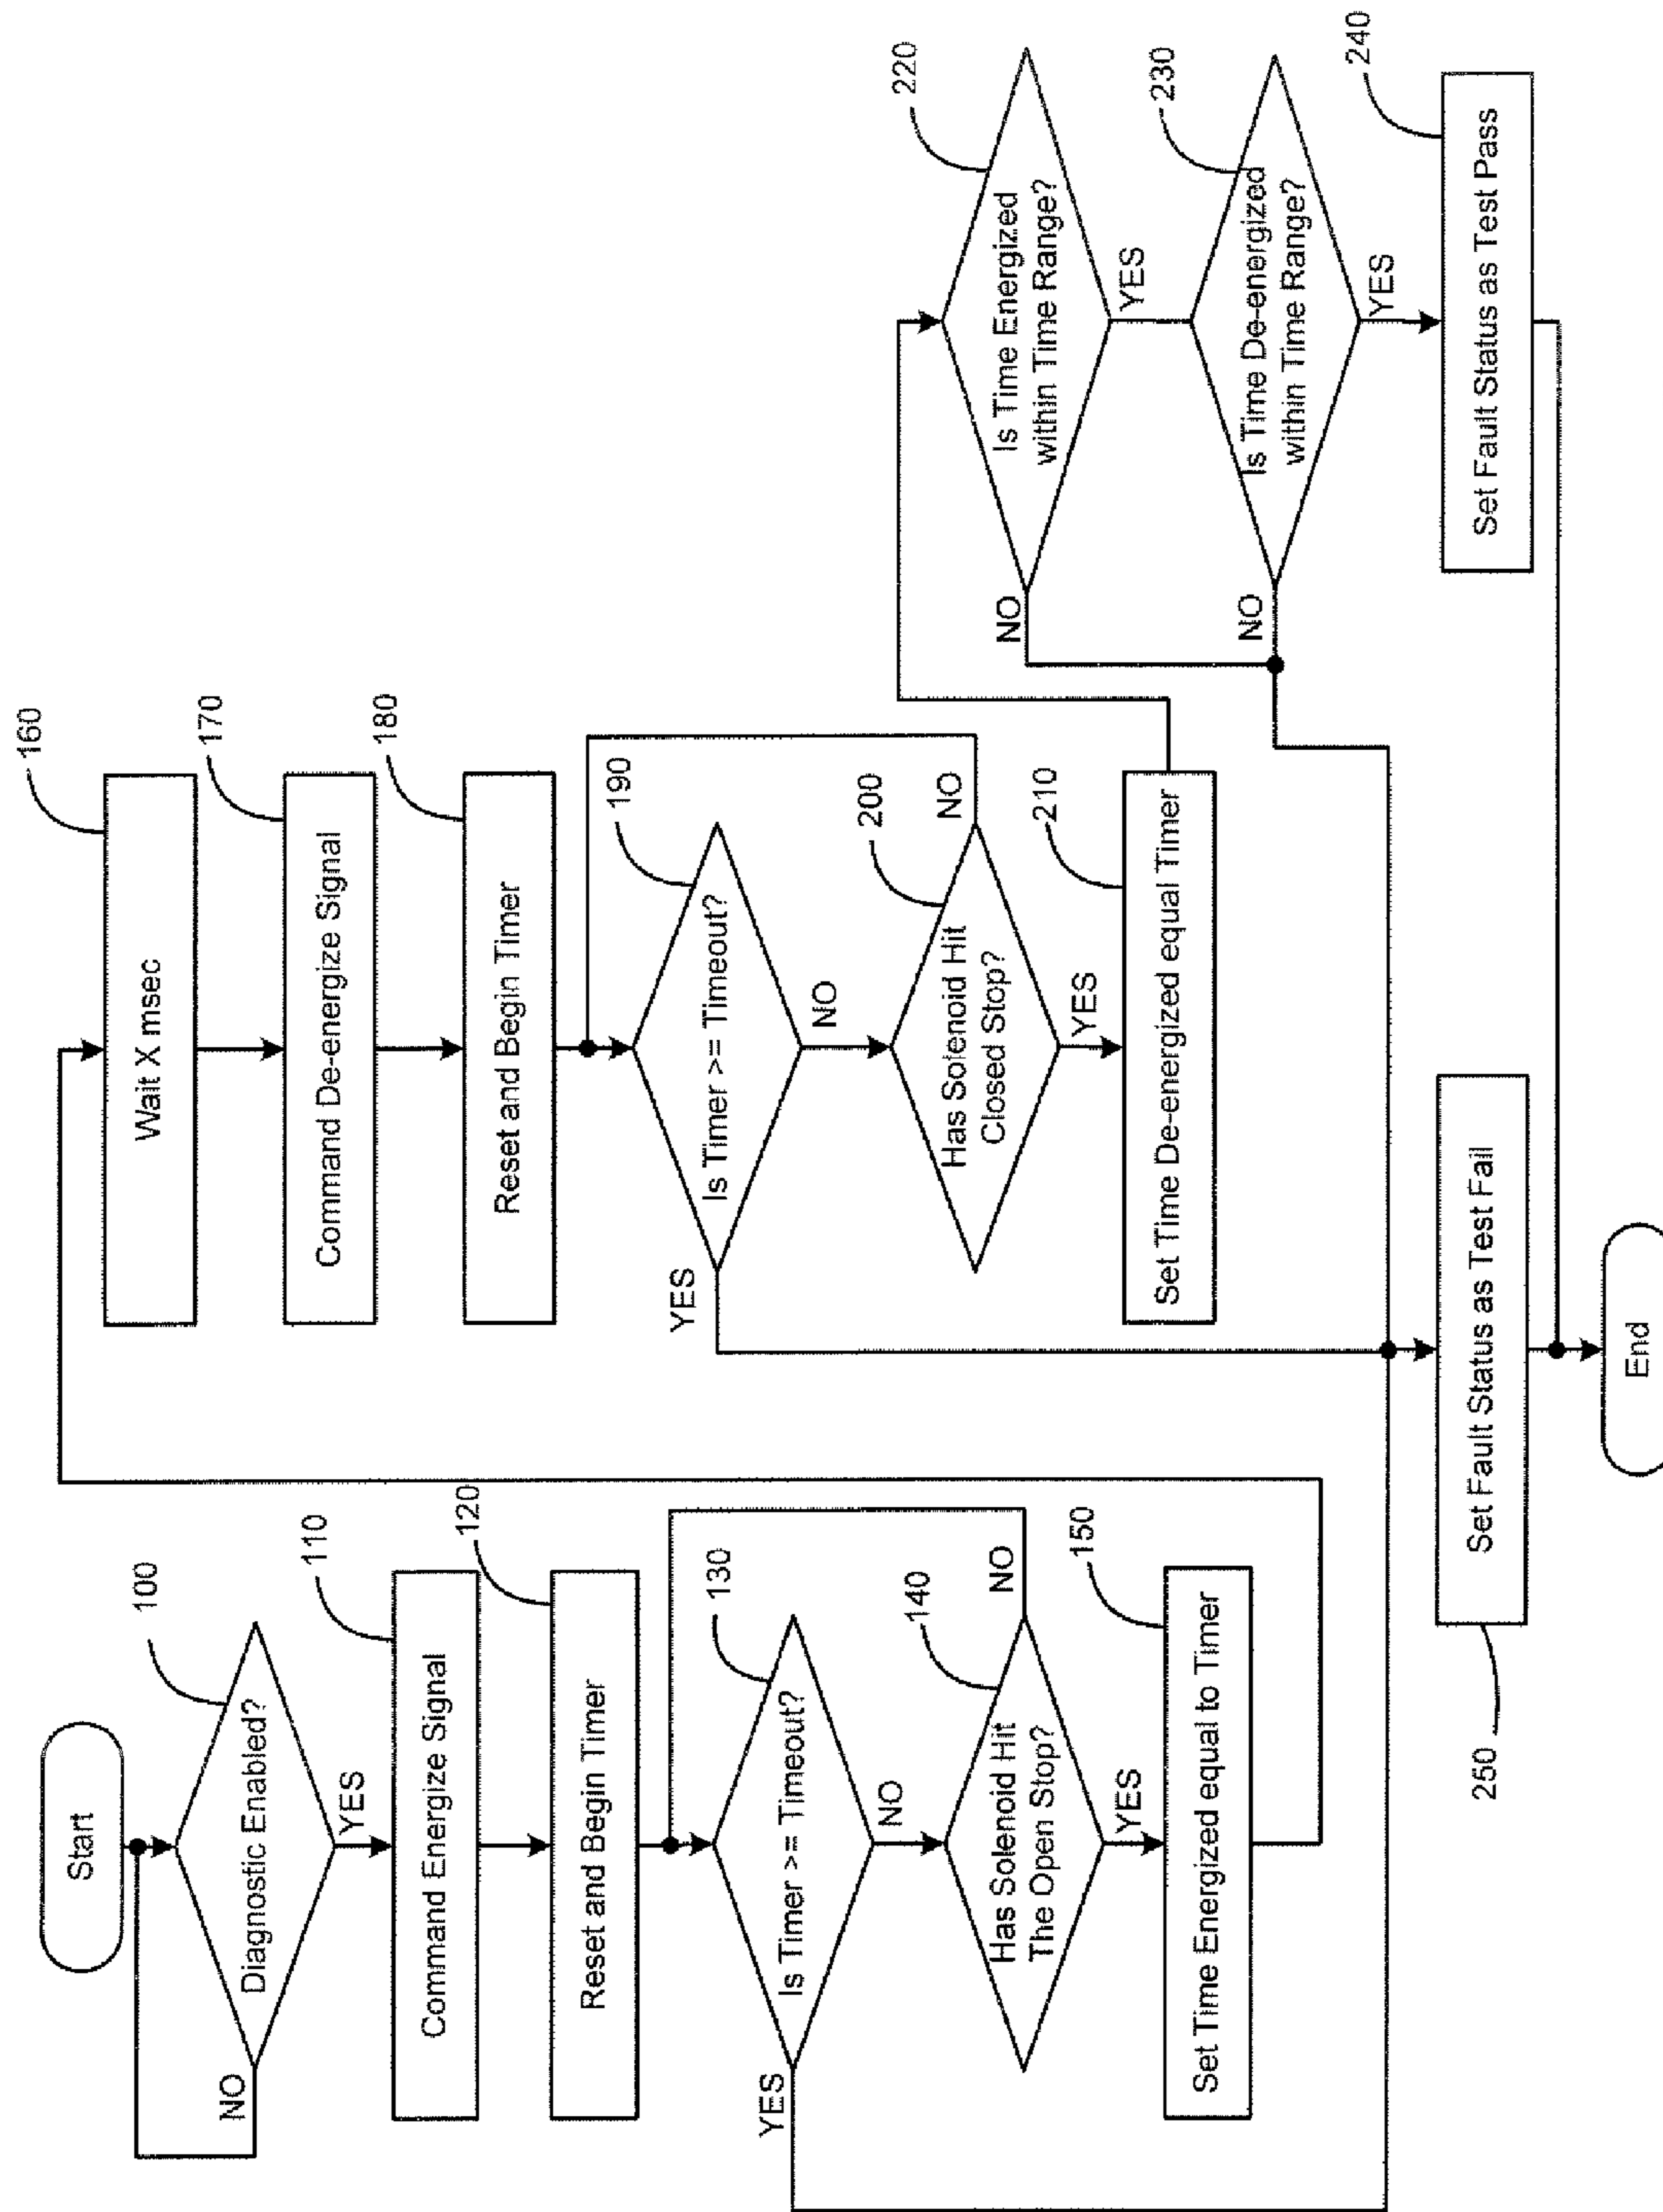 Start
100
Diagnostic Enabled?
NO
YES
110
Command Energize Signal
120
Reset and Begin Timer
130
Is Timer >= Timeout?
YES
NO
140
Has Solenoid Hit
The Open Stop?
NO
YES
150
Set Time Energized equal to Timer
160
Wait X msec
170
Command De-energize Signal
180
Reset and Begin Timer
190
Is Timer >= Timeout?
YES
NO
200
Has Solenoid Hit
Closed Stop?
NO
YES
210
Set Time De-energized equal Timer
220
Is Time Energized
within Time Range?
NO
YES
230
Is Time De-energized
within Time Range?
NO
YES
240
Set Fault Status as Test Pass
250
Set Fault Status as Test Fail
End